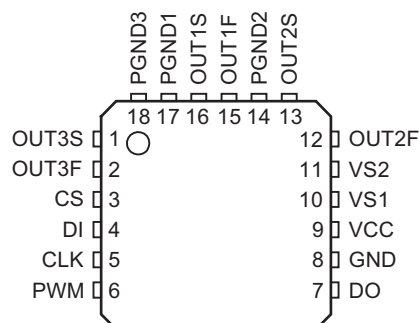 PGND3 PGND1 OUT1S OUT1F PGND2 OUT2S
18 17 16 15 14 13
OUT3S 1 12 OUT2F
OUT3F 2 11 VS2
CS 3 10 VS1
DI 4 9 VCC
CLK 5 8 GND
PWM 6 7 DO